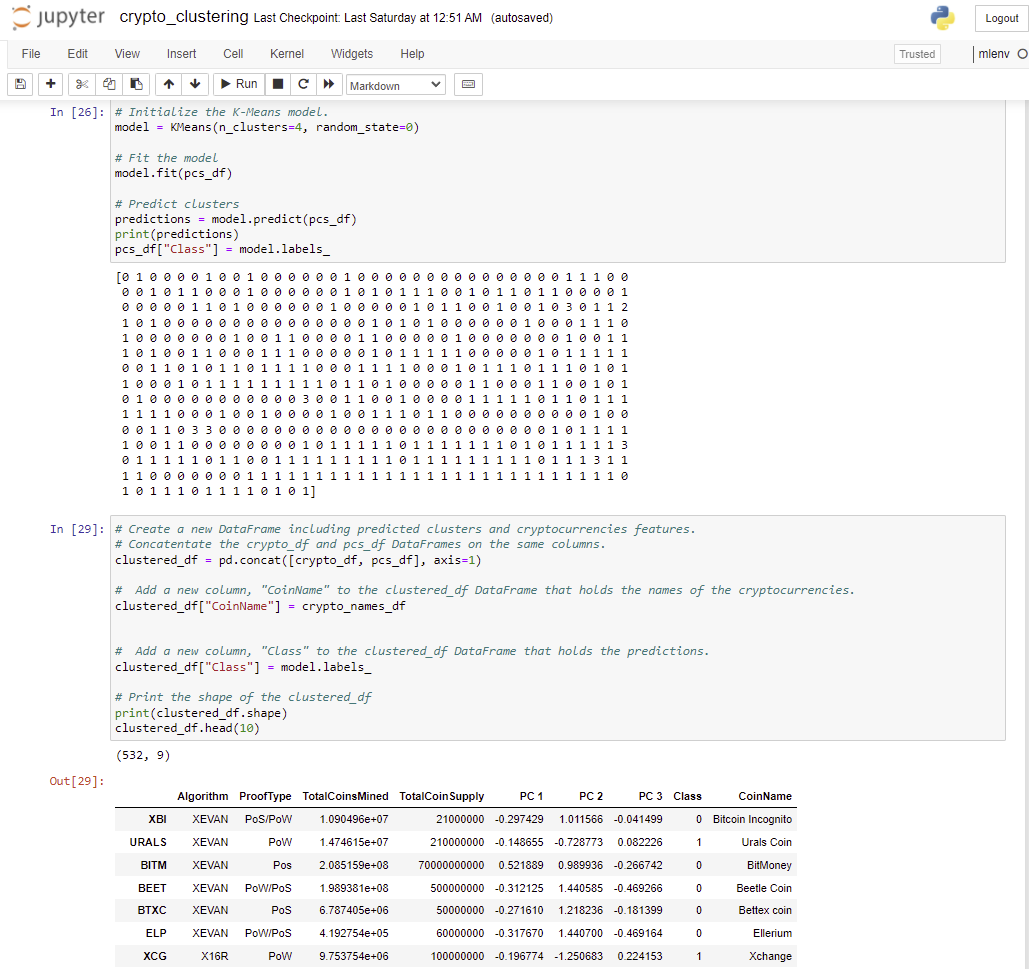 jupyter crypto_clustering Last Checkpoint: Last Saturday at 12:51 AM (autosaved)
Logout
File Edit View Insert Cell Kernel Widgets Help
Trusted
mlenv
Run
Markdown
In [26]: # Initialize the K-Means model.
model = KMeans(n_clusters=4, random_state=0)
# Fit the model
model.fit(pcs_df)
# Predict clusters
predictions = model.predict(pcs_df)
print(predictions)
pcs_df["Class"] = model.labels_
[0 1 0 0 0 0 1 0 0 1 0 0 0 0 0 0 1 0 0 0 0 0 0 0 0 0 0 0 0 0 0 0 1 1 1 0 0
0 0 1 0 1 1 0 0 0 1 0 0 0 0 0 0 1 0 1 0 1 1 1 0 0 1 0 1 1 0 1 1 0 0 0 0 1
0 0 0 0 0 1 1 0 1 0 0 0 0 0 0 1 0 0 0 0 0 1 0 1 1 0 0 1 0 0 1 0 3 0 1 1 2
1 0 1 0 0 0 0 0 0 0 0 0 0 0 0 0 0 0 1 0 1 0 1 0 0 0 0 0 0 1 0 0 0 1 1 1 0
1 0 0 0 0 0 0 0 1 0 0 1 1 0 0 0 0 1 1 0 0 0 0 0 1 0 0 0 0 0 0 0 1 0 0 1 1
1 0 1 0 0 1 1 0 0 0 1 1 1 0 0 0 0 1 0 1 1 1 1 1 1 0 0 0 0 0 1 0 1 1 1 1 1
0 0 1 1 0 1 0 1 1 0 1 1 1 1 0 0 0 1 1 1 1 0 0 0 1 0 1 1 1 0 1 1 1 0 1 0 1
1 0 0 0 1 0 1 1 1 1 1 1 1 1 1 0 1 1 0 1 0 0 0 0 0 1 1 1 0 0 0 1 1 0 0 1 0 1
0 1 0 0 0 0 0 0 0 0 0 0 0 3 0 0 1 1 0 0 1 0 0 0 0 1 1 1 1 1 0 1 1 0 1 1 1
1 1 1 1 0 0 0 1 0 0 1 0 0 0 0 1 0 0 1 1 1 0 1 1 0 0 0 0 0 0 0 0 0 0 1 0 0
0 0 1 1 0 3 3 0 0 0 0 0 0 0 0 0 0 0 0 0 0 0 0 0 0 0 0 0 0 0 1 0 1 1 1 1 1
1 0 0 1 1 0 0 0 0 0 0 0 0 1 0 1 1 1 1 1 0 1 1 1 1 1 1 1 0 1 0 1 1 1 1 1 3
0 1 1 1 1 1 0 1 1 0 0 1 1 1 1 1 1 1 1 1 0 1 1 1 1 1 1 1 1 1 0 1 1 1 3 1 1
1 1 0 0 0 0 0 0 0 1 1 1 1 1 1 1 1 1 1 1 1 1 1 1 1 1 1 1 1 1 1 1 1 1 1 1 0
1 0 1 1 1 0 1 1 1 1 0 1 0 1]
In [29]: # Create a new DataFrame including predicted clusters and cryptocurrencies features.
# Concatentate the crypto_df and pcs_df DataFrames on the same columns.
clustered_df = pd.concat([crypto_df, pcs_df], axis=1)
#  Add a new column, "CoinName" to the clustered_df DataFrame that holds the names of the cryptocurrencies.
clustered_df["CoinName"] = crypto_names_df
#  Add a new column, "Class" to the clustered_df DataFrame that holds the predictions.
clustered_df["Class"] = model.labels_
# Print the shape of the clustered_df
print(clustered_df.shape)
clustered_df.head(10)
(532, 9)
Out[29]:
Algorithm ProofType TotalCoinsMined TotalCoinSupply PC 1 PC 2 PC 3 Class CoinName
XBI XEVAN PoS/PoW 1.090496e+07 21000000 -0.297429 1.011566 -0.041499 0 Bitcoin Incognito
URALS XEVAN PoW 1.474615e+07 210000000 -0.148655 -0.728773 0.082226 1 Urals Coin
BITM XEVAN Pos 2.085159e+08 70000000000 0.521889 0.989936 -0.266742 0 BitMoney
BEET XEVAN PoW/PoS 1.989381e+08 500000000 -0.312125 1.440585 -0.469266 0 Beetle Coin
BTXC XEVAN PoS 6.787405e+06 50000000 -0.271610 1.218236 -0.181399 0 Bettex coin
ELP XEVAN PoW/PoS 4.192754e+05 60000000 -0.317670 1.440700 -0.469164 0 Ellerium
XCG X16R PoW 9.753754e+06 100000000 -0.196774 -1.250683 0.224153 1 Xchange